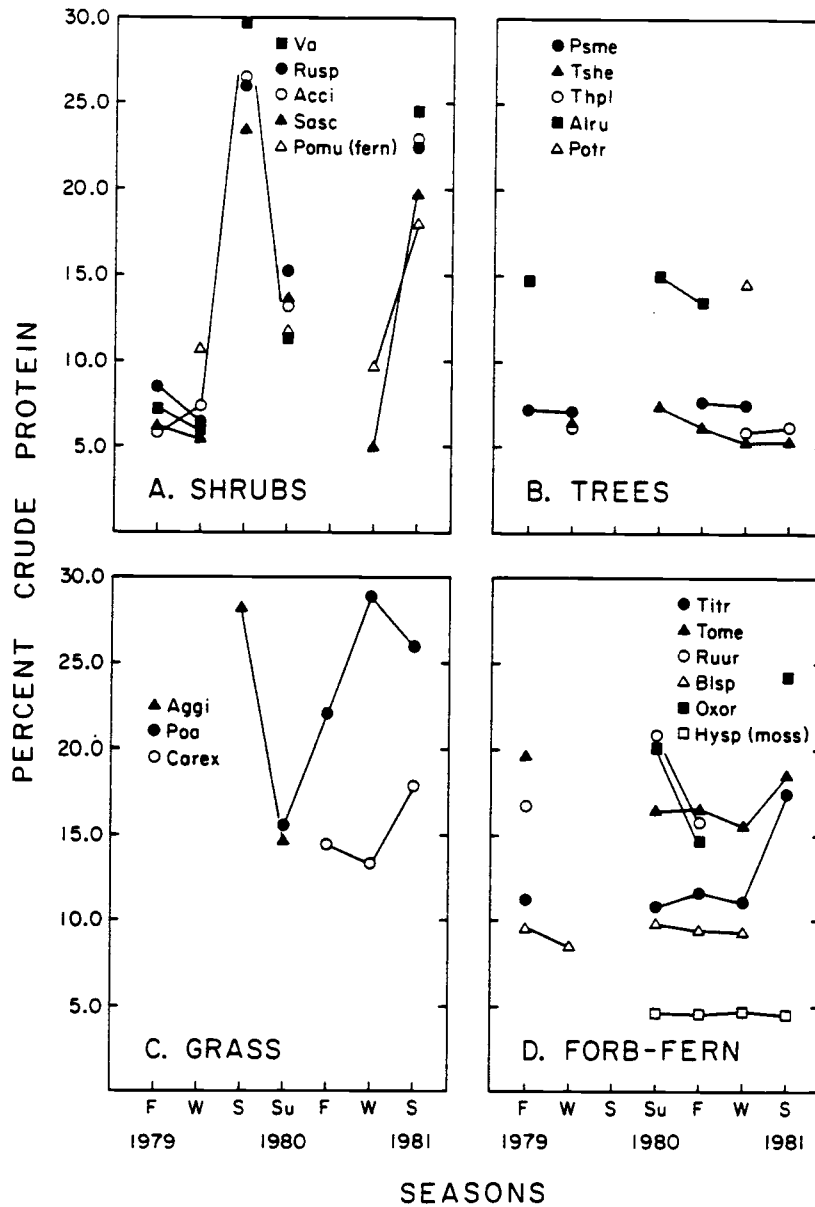 PERCENT CRUDE PROTEIN
30.0
25.0
20.0
15.0
10.0
5.0
Va
Rusp
Acci
Sasc
Pomu (fern)
A. SHRUBS
Psme
Tshe
Thpl
Alru
Potr
B. TREES
30.0
25.0
20.0
15.0
10.0
5.0
Aggi
Poa
Carex
C. GRASS
Titr
Tome
Ruur
Blsp
Oxor
Hysp (moss)
D. FORB-FERN
F W S Su F W S
1979 1980 1981
F W S Su F W S
1979 1980 1981
SEASONS